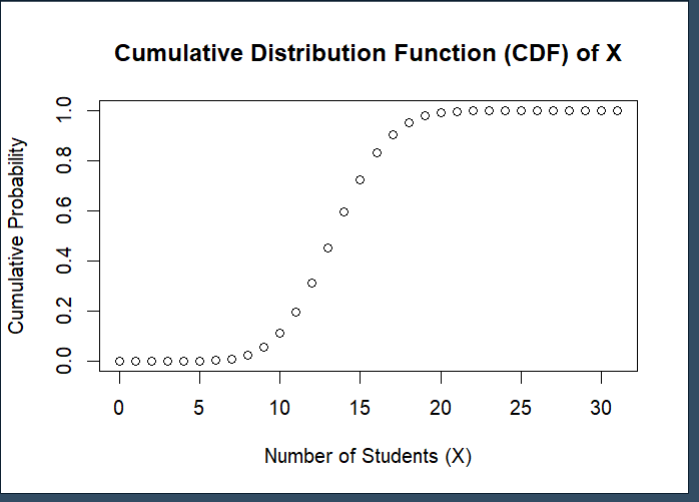 Cumulative Distribution Function (CDF) of X
Cumulative Probability
1.0
0.8
0.6
0.4
0.2
0.0
0 5 10 15 20 25 30
Number of Students (X)